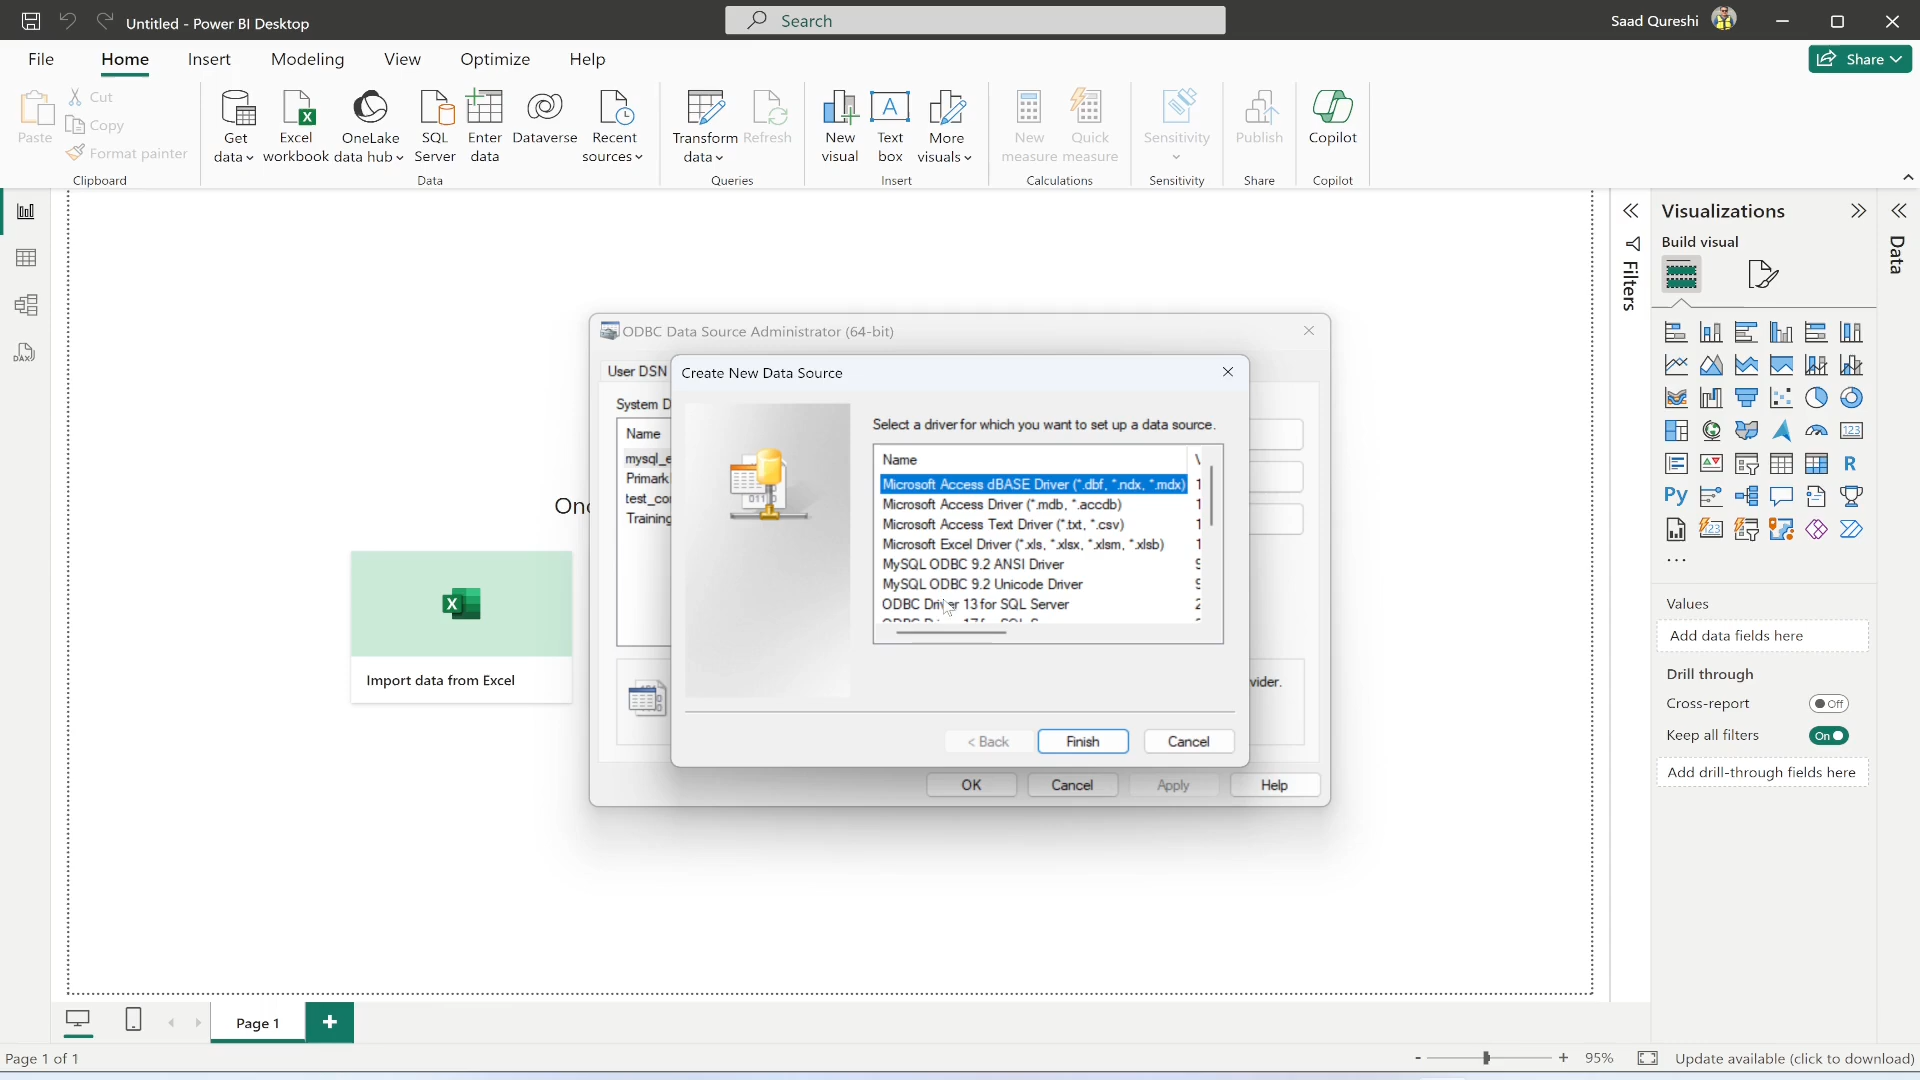 Untitled - Power BI Desktop
Search
Saad Qureshi
File
Home
Insert
Modeling
View
Optimize
Help
Share
Paste
Cut
Copy
Format painter
Clipboard
Get data
Excel workbook
OneLake data hub
SQL Server
Enter data
Dataverse
Recent sources
Data
Transform data
Refresh
Queries
New visual
Text box
More visuals
Insert
New measure
Quick measure
Calculations
Sensitivity
Sensitivity
Publish
Share
Copilot
Copilot
DAX
Onc
Import data from Excel
ODBC Data Source Administrator (64-bit)
User DSN
System D
Name
mysql_e
Primark
test_co
Training
vider.
OK
Cancel
Apply
Help
Create New Data Source
Select a driver for which you want to set up a data source.
Name
Microsoft Access dBASE Driver (*.dbf, *.ndx, *.mdx)
Microsoft Access Driver (*.mdb, *.accdb)
Microsoft Access Text Driver (*.txt, *.csv)
Microsoft Excel Driver (*.xls, *.xlsx, *.xlsm, *.xlsb)
MySQL ODBC 9.2 ANSI Driver
MySQL ODBC 9.2 Unicode Driver
ODBC Driver 13 for SQL Server
< Back
Finish
Cancel
Filters
Visualizations
Build visual
123
R
Py
Values
Add data fields here
Drill through
Cross-report
Off
Keep all filters
On
Add drill-through fields here
Data
Page 1
Page 1 of 1
- + 95%
Update available (click to download)